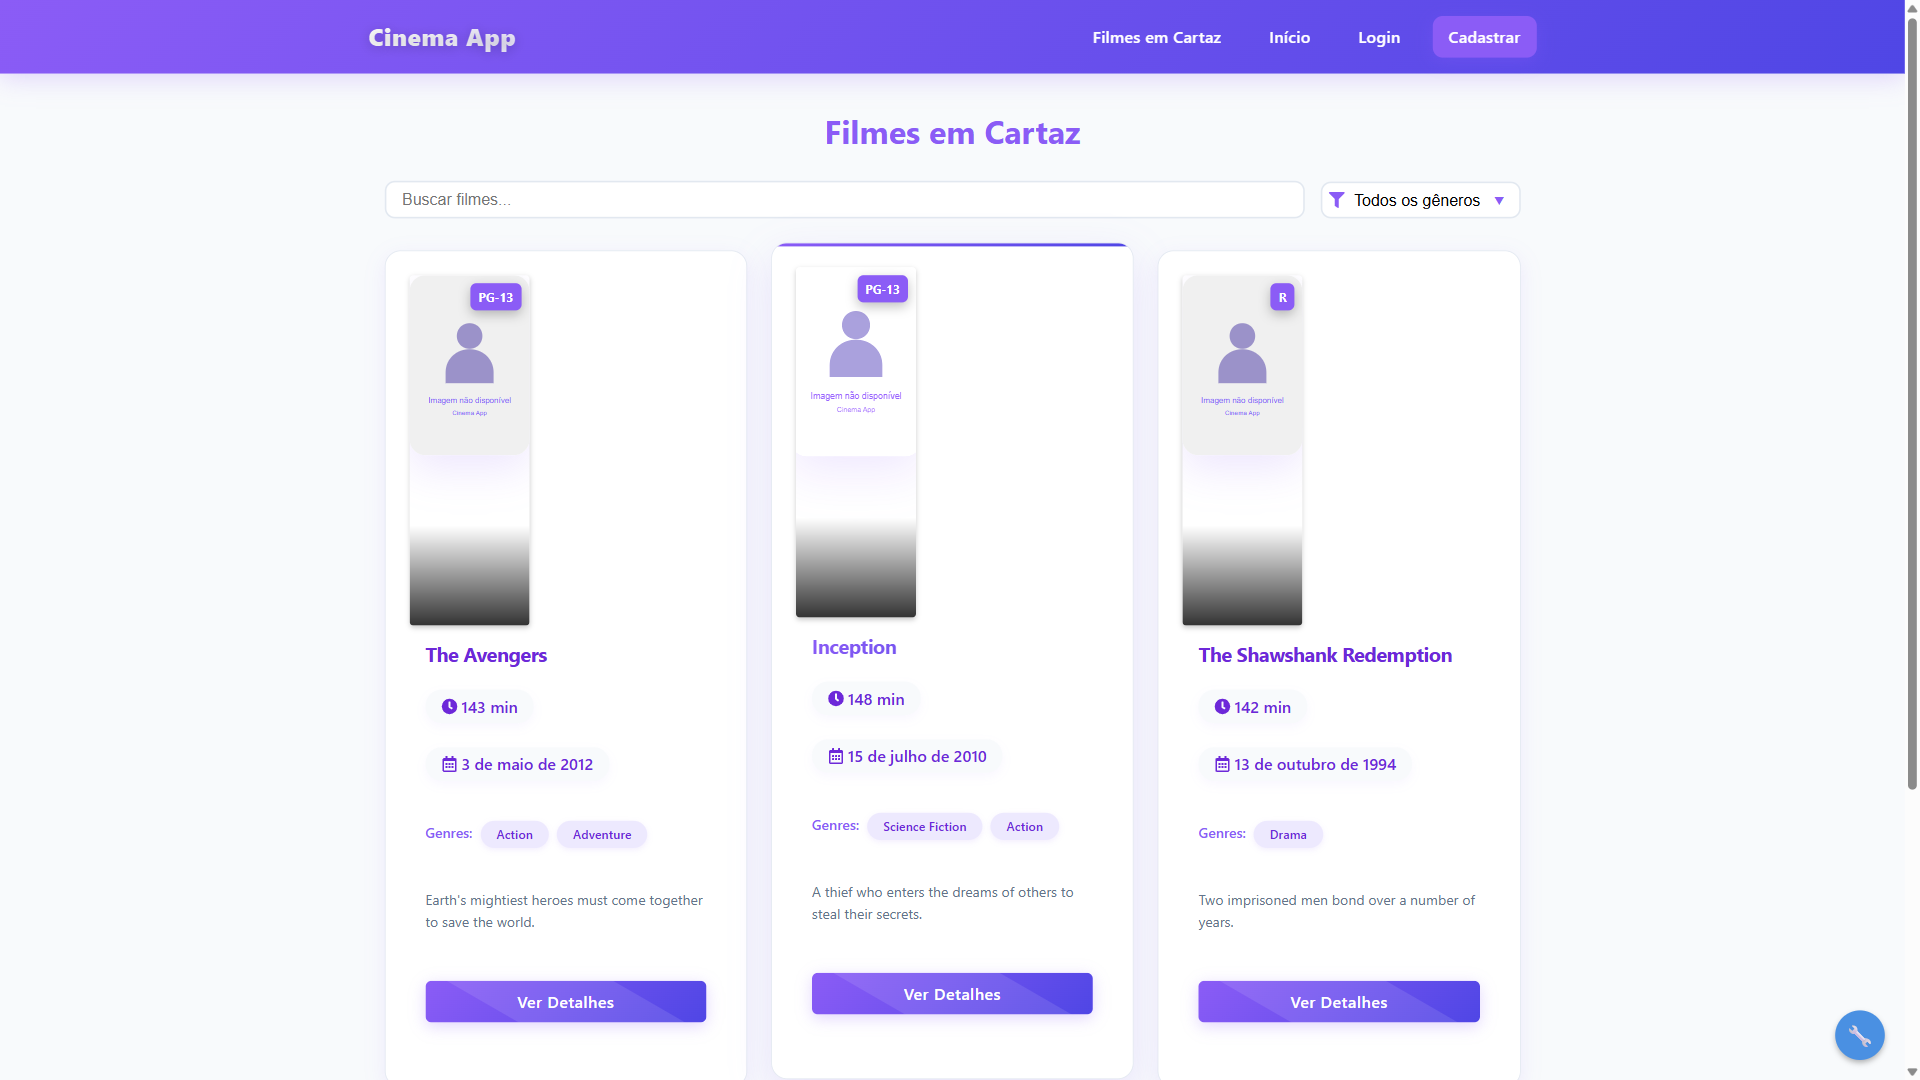 Cinema App
Filmes em Cartaz
Início
Login
Cadastrar
Filmes em Cartaz
Buscar filmes...
Todos os gêneros
PG-13
Imagem não disponível
Cinema App
The Avengers
143 min
3 de maio de 2012
Genres:
Action
Adventure
Earth's mightiest heroes must come together
to save the world.
Ver Detalhes
PG-13
Imagem não disponível
Cinema App
Inception
148 min
15 de julho de 2010
Genres:
Science Fiction
Action
A thief who enters the dreams of others to
steal their secrets.
Ver Detalhes
R
Imagem não disponível
Cinema App
The Shawshank Redemption
142 min
13 de outubro de 1994
Genres:
Drama
Two imprisoned men bond over a number of
years.
Ver Detalhes